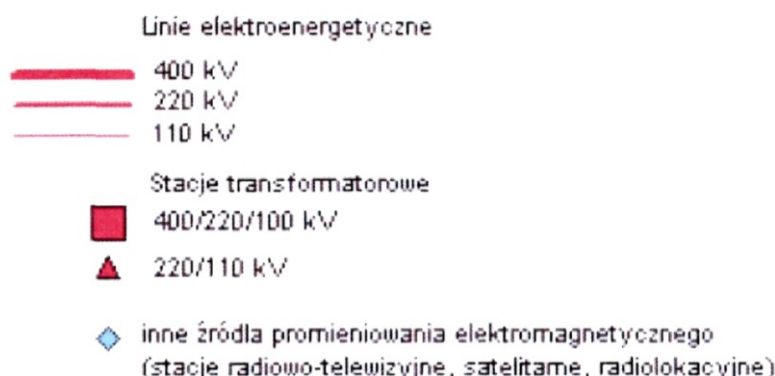 Linie elektroenergetyczne
400 kV
220 kV
110 kV
Stacje transformatorowe
400/220/100 kV
220/110 kV
inne źródła promieniowania elektromagnetycznego
(stacje radiowo-telewizyjne, satelitarne, radiolokacyjne)